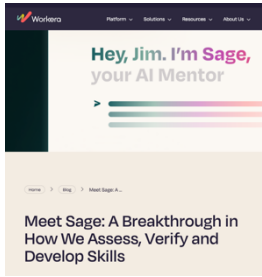 Workera
Platform Solutions Resources About Us
Hey, Jim. I'm Sage,
your AI Mentor
>
Home > Blog > Meet Sage: A ...
Meet Sage: A Breakthrough in
How We Assess, Verify and
Develop Skills